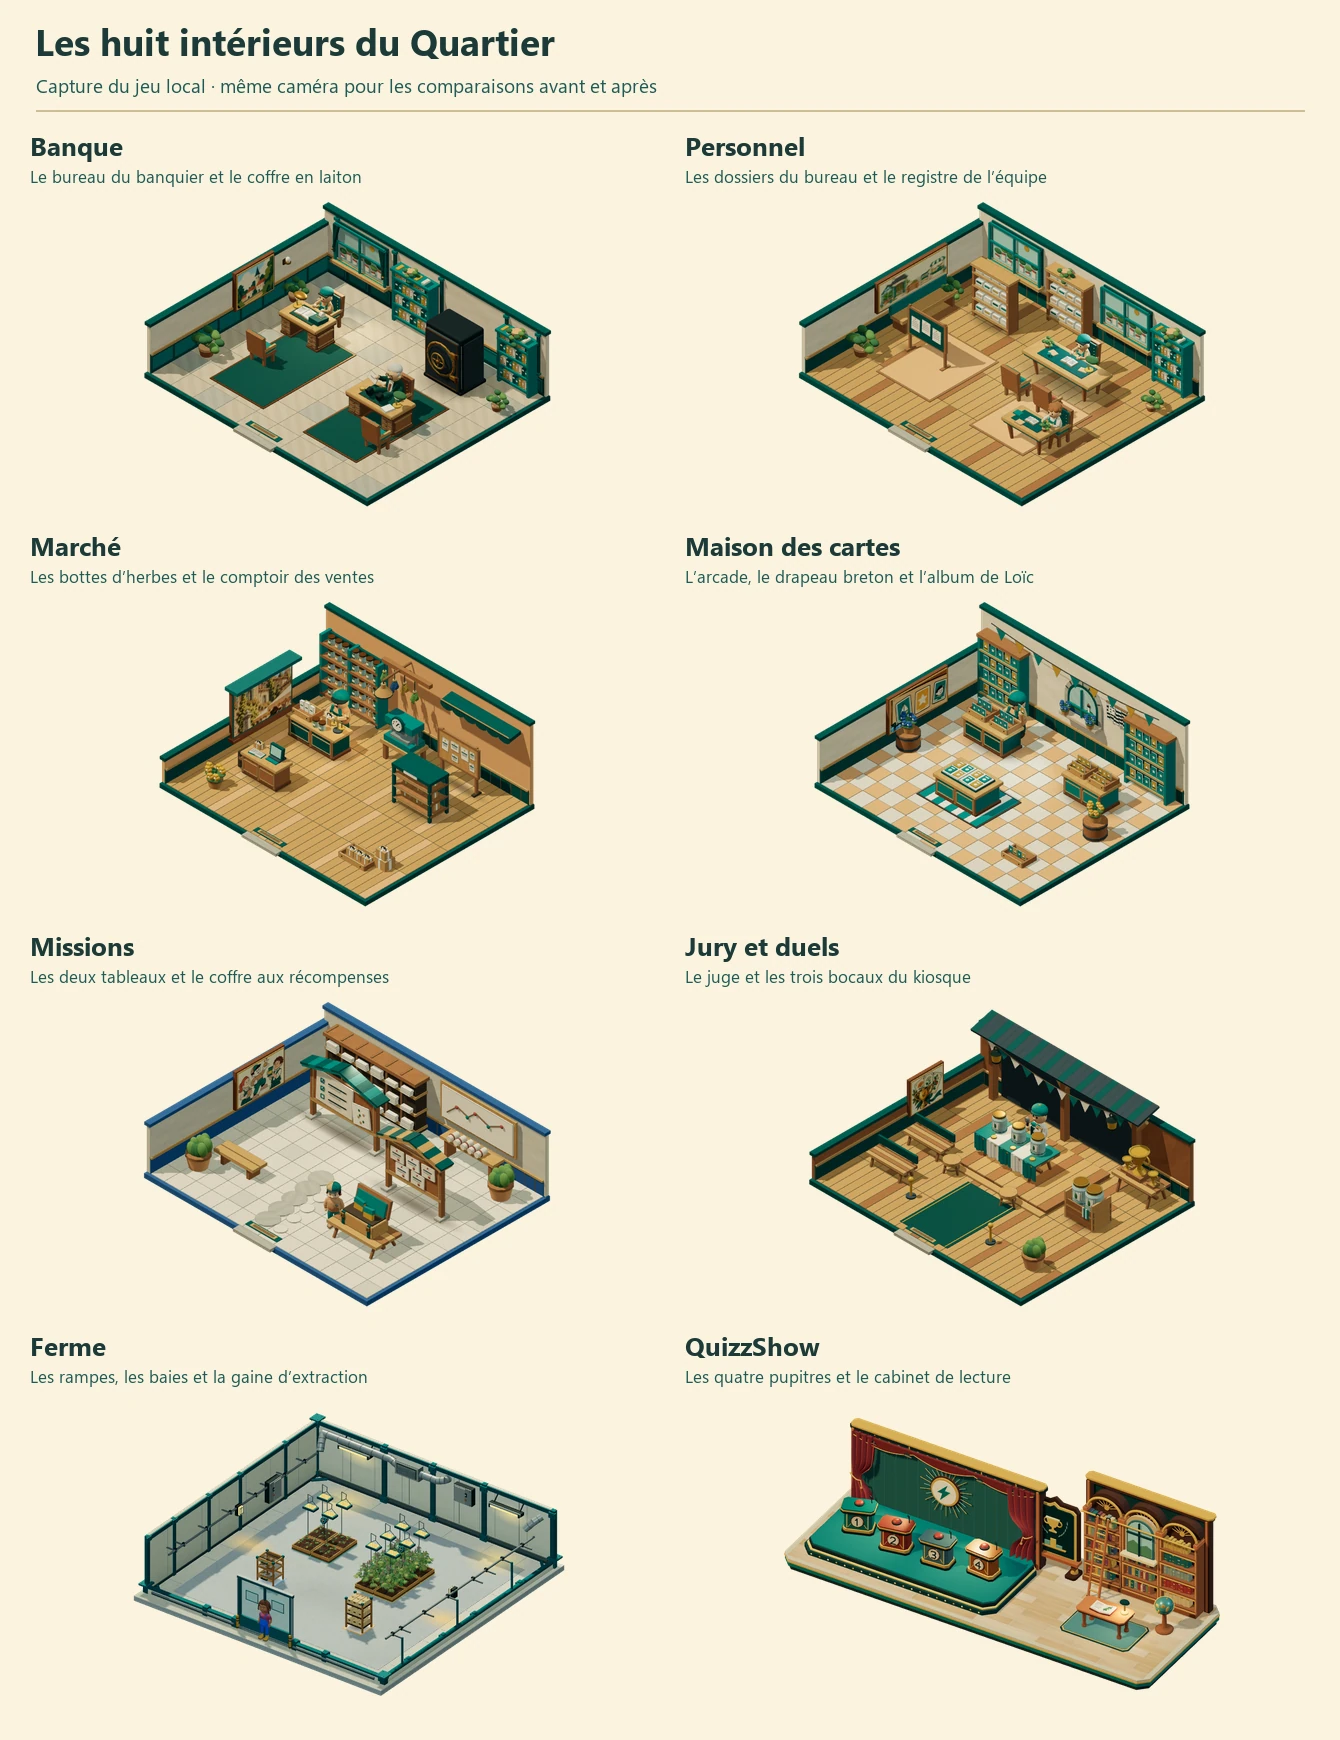 Les huit intérieurs du Quartier
Capture du jeu local · même caméra pour les comparaisons avant et après
Banque
Le bureau du banquier et le coffre en laiton
Personnel
Les dossiers du bureau et le registre de l’équipe
Marché
Les bottes d’herbes et le comptoir des ventes
Maison des cartes
L’arcade, le drapeau breton et l’album de Loïc
Missions
Les deux tableaux et le coffre aux récompenses
Jury et duels
Le juge et les trois bocaux du kiosque
Ferme
Les rampes, les baies et la gaine d’extraction
QuizzShow
Les quatre pupitres et le cabinet de lecture
1
2
3
4